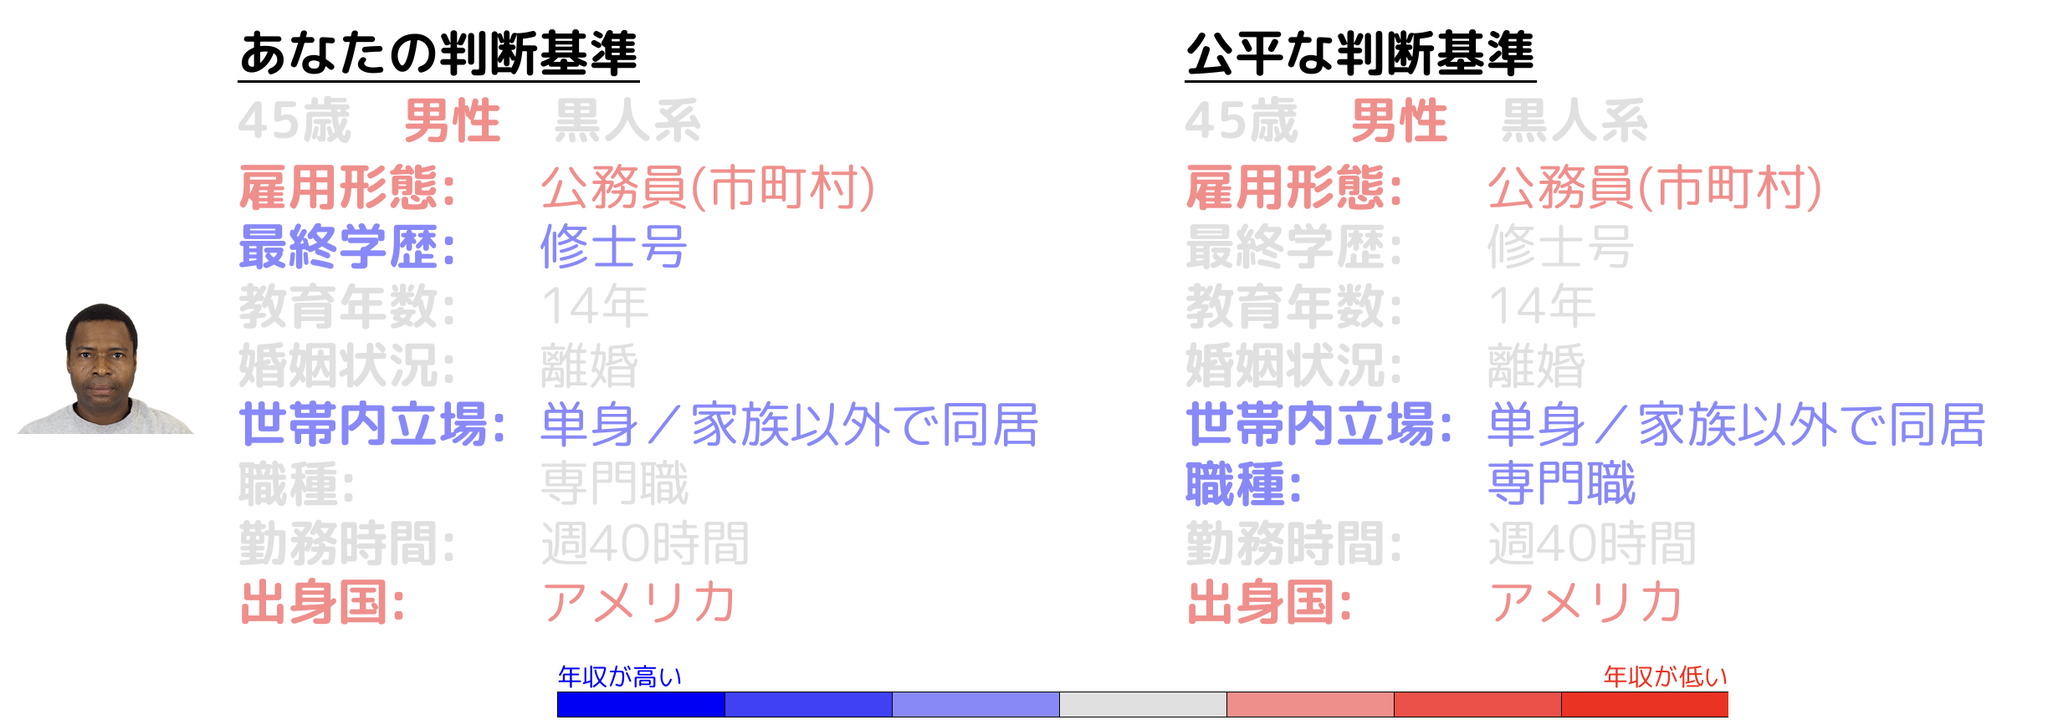 あなたの判断基準
45歳 男性 黒人系
雇用形態: 公務員(市町村)
最終学歴: 修士号
教育年数: 14年
婚姻状況: 離婚
世帯内立場: 単身／家族以外で同居
職種: 専門職
勤務時間: 週40時間
出身国: アメリカ
公平な判断基準
45歳 男性 黒人系
雇用形態: 公務員(市町村)
最終学歴: 修士号
教育年数: 14年
婚姻状況: 離婚
世帯内立場: 単身／家族以外で同居
職種: 専門職
勤務時間: 週40時間
出身国: アメリカ
年収が高い 年収が低い